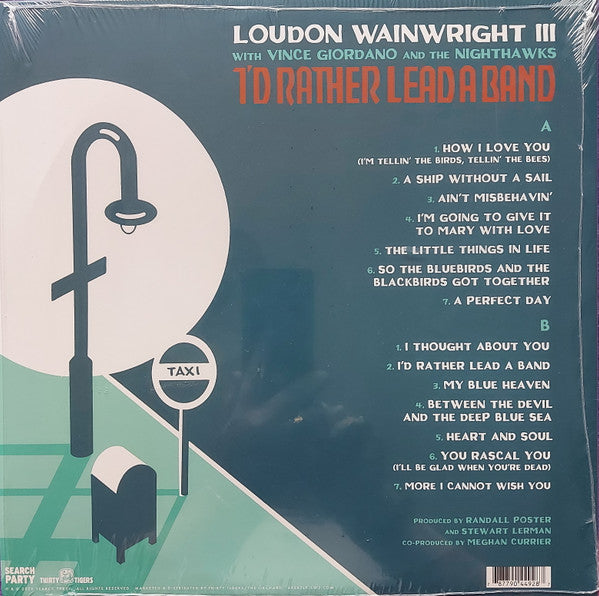 LOUDON WAINWRIGHT III
WITH VINCE GIORDANO AND THE NIGHTHAWKS
I'D RATHER LEAD A BAND
A
1. HOW I LOVE YOU
(I'M TELLIN' THE BIRDS, TELLIN' THE BEES)
2. A SHIP WITHOUT A SAIL
3. AIN'T MISBEHAVIN'
4. I'M GOING TO GIVE IT
TO MARY WITH LOVE
5. THE LITTLE THINGS IN LIFE
6. SO THE BLUEBIRDS AND THE
BLACKBIRDS GOT TOGETHER
7. A PERFECT DAY
B
1. I THOUGHT ABOUT YOU
2. I'D RATHER LEAD A BAND
3. MY BLUE HEAVEN
4. BETWEEN THE DEVIL
AND THE DEEP BLUE SEA
5. HEART AND SOUL
6. YOU RASCAL YOU
(I'LL BE GLAD WHEN YOU'RE DEAD)
7. MORE I CANNOT WISH YOU
TAXI
PRODUCED BY RANDALL POSTER
AND STEWART LERMAN
CO-PRODUCED BY MEGHAN CURRIER
SEARCH
PARTY
THIRTY TIGERS
7 87790 44928